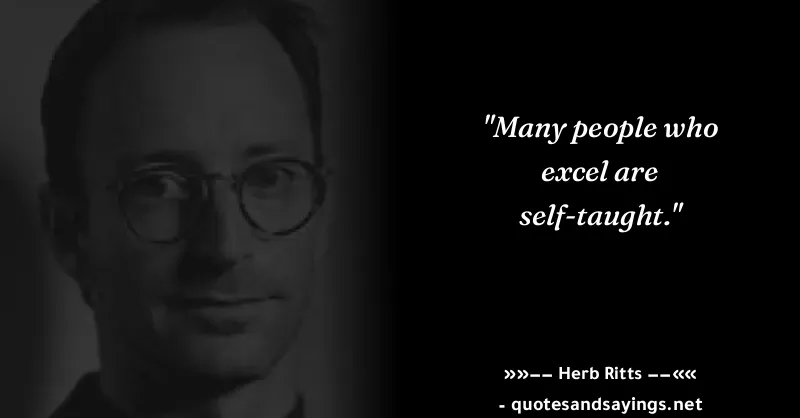 "Many people who
excel are
self-taught."
»»—— Herb Ritts ——««
- quotesandsayings.net